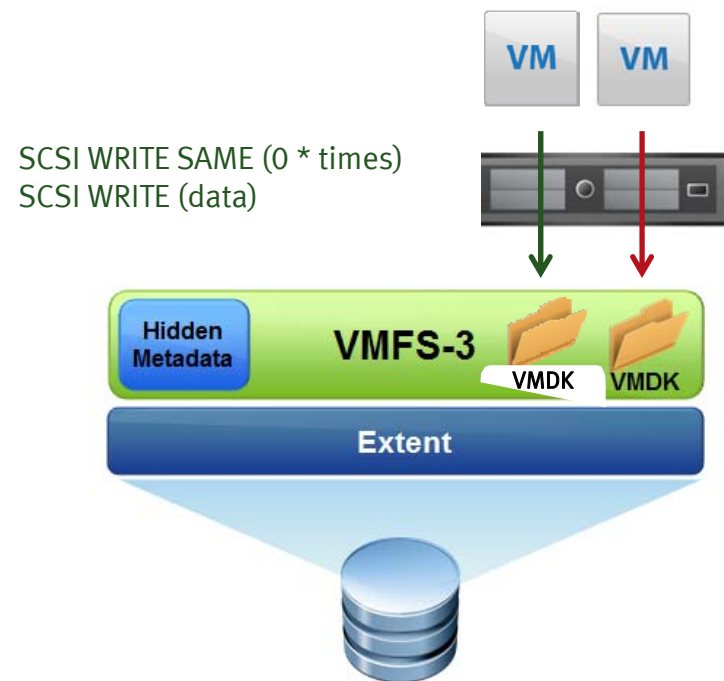 VM
VM
SCSI WRITE SAME (0 * times)
SCSI WRITE (data)
Hidden
Metadata
VMFS-3
VMDK
VMDK
Extent